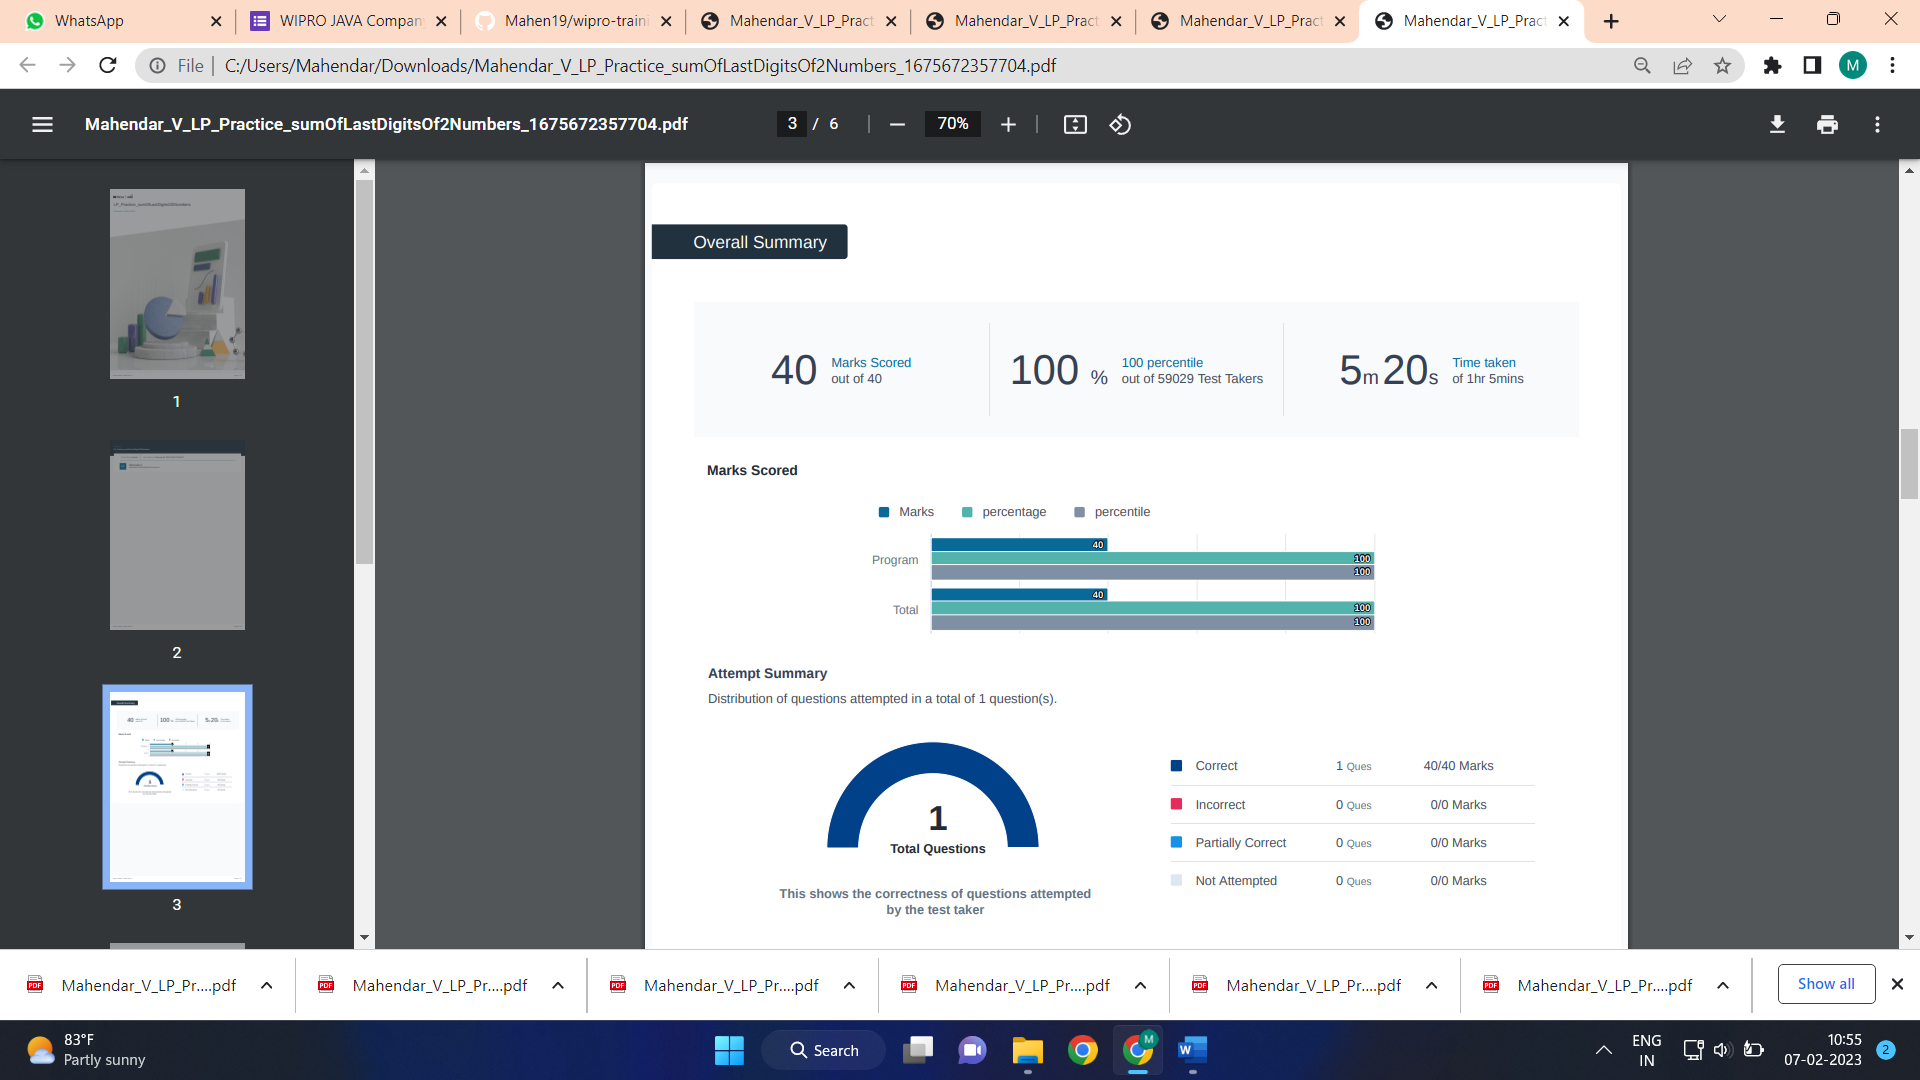 WhatsApp
WIPRO JAVA Compan
Mahen19/wipro-traini
Mahendar_V_LP_Pract
Mahendar_V_LP_Pract
Mahendar_V_LP_Pract
Mahendar_V_LP_Pract
File | C:/Users/Mahendar/Downloads/Mahendar_V_LP_Practice_sumOfLastDigitsOf2Numbers_1675672357704.pdf
M
Mahendar_V_LP_Practice_sumOfLastDigitsOf2Numbers_1675672357704.pdf
3 / 6
70%
1
2
3
Overall Summary
40 Marks Scored
out of 40
100 % 100 percentile
out of 59029 Test Takers
5m 20s Time taken
of 1hr 5mins
Marks Scored
Marks percentage percentile
Program 40
100
100
Total 40
100
100
Attempt Summary
Distribution of questions attempted in a total of 1 question(s).
1
Total Questions
This shows the correctness of questions attempted
by the test taker
Correct 1 Ques 40/40 Marks
Incorrect 0 Ques 0/0 Marks
Partially Correct 0 Ques 0/0 Marks
Not Attempted 0 Ques 0/0 Marks
Mahendar_V_LP_Pr....pdf
Mahendar_V_LP_Pr....pdf
Mahendar_V_LP_Pr....pdf
Mahendar_V_LP_Pr....pdf
Mahendar_V_LP_Pr....pdf
Mahendar_V_LP_Pr....pdf
Show all
83°F
Partly sunny
Search
M
ENG
IN
10:55
07-02-2023
2